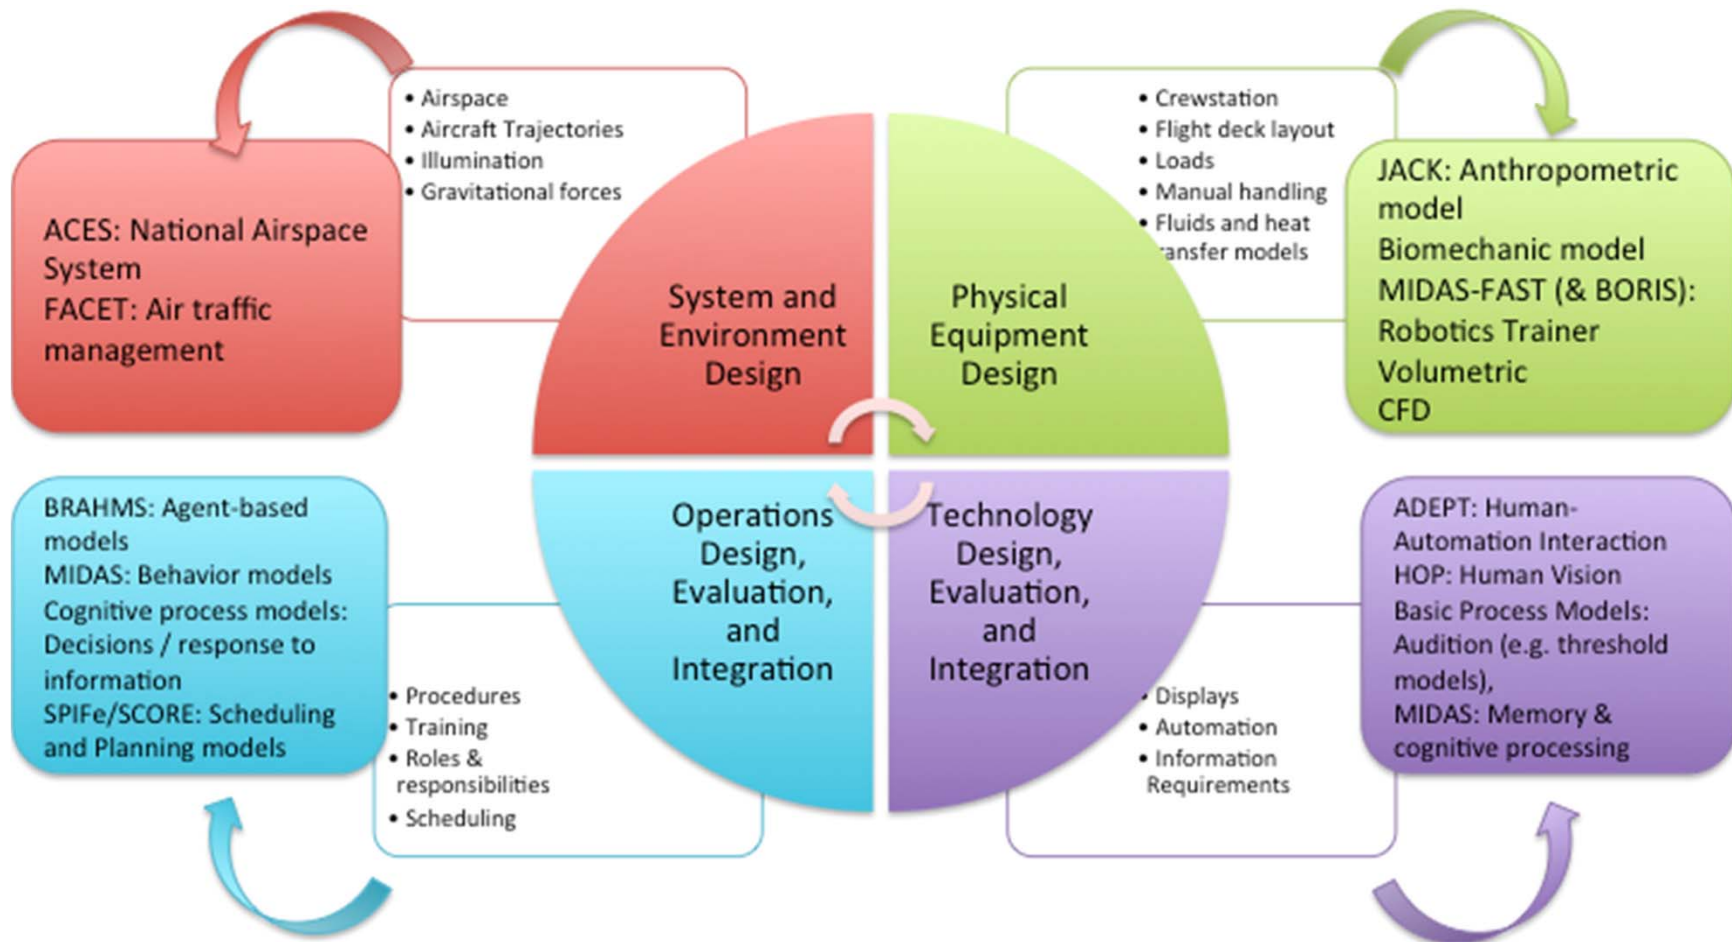 • Airspace
• Aircraft Trajectories
• Illumination
• Gravitational forces
ACES: National Airspace
System
FACET: Air traffic
management
System and
Environment
Design
• Crewstation
• Flight deck layout
• Loads
• Manual handling
• Fluids and heat
ransfer models
JACK: Anthropometric
model
Biomechanic model
MIDAS-FAST (& BORIS):
Robotics Trainer
Volumetric
CFD
Physical
Equipment
Design
BRAHMS: Agent-based
models
MIDAS: Behavior models
Cognitive process models:
Decisions / response to
information
SPIFe/SCORE: Scheduling
and Planning models
Operations
Design,
Evaluation,
and
Integration
• Procedures
• Training
• Roles &
responsibilities
• Scheduling
Technology
Design,
Evaluation,
and
Integration
• Displays
• Automation
• Information
Requirements
ADEPT: Human-
Automation Interaction
HOP: Human Vision
Basic Process Models:
Audition (e.g. threshold
models),
MIDAS: Memory &
cognitive processing